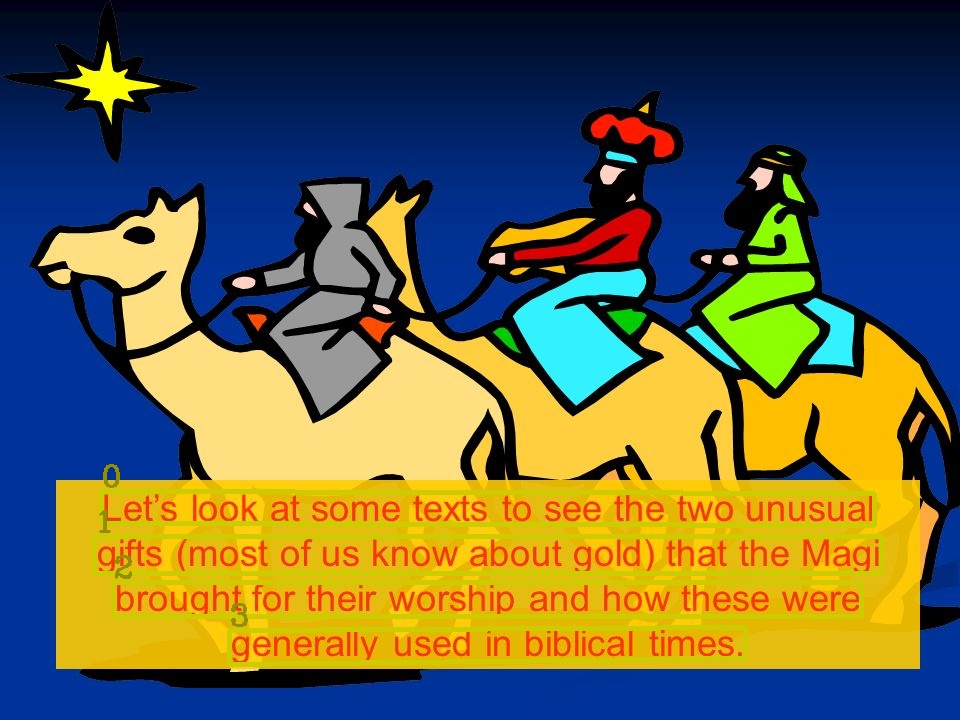 0
Let’s look at some texts to see the two unusual
1
gifts (most of us know about gold) that the Magi
2
brought for their worship and how these were
3
generally used in biblical times.